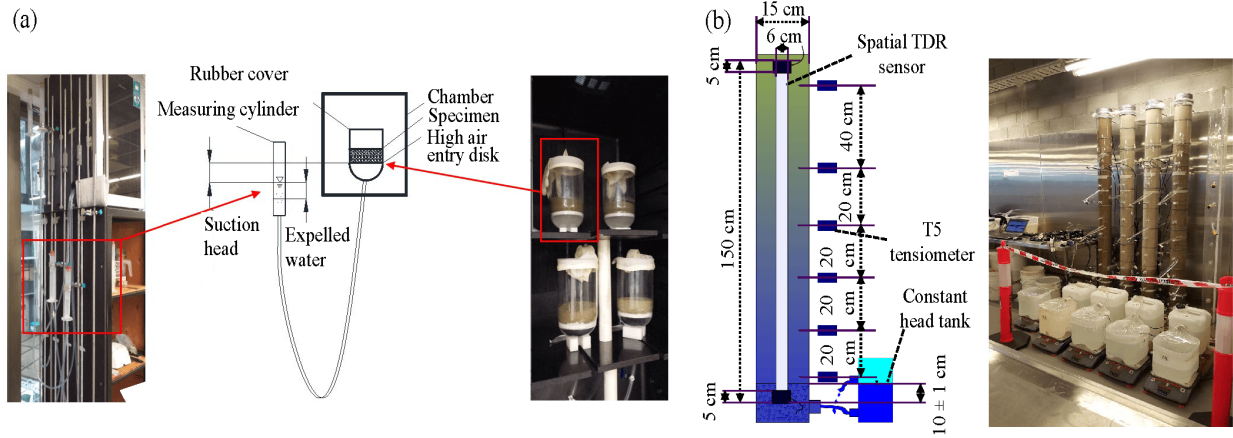 (a)
Rubber cover
Measuring cylinder
Chamber
Specimen
High air
entry disk
Suction
head
Expelled
water
(b)
15 cm
6 cm
5 cm
Spatial TDR
sensor
40 cm
20 cm
150 cm
T5
tensiometer
20 cm
20 cm
20 cm
Constant
head tank
5 cm
10 ± 1 cm